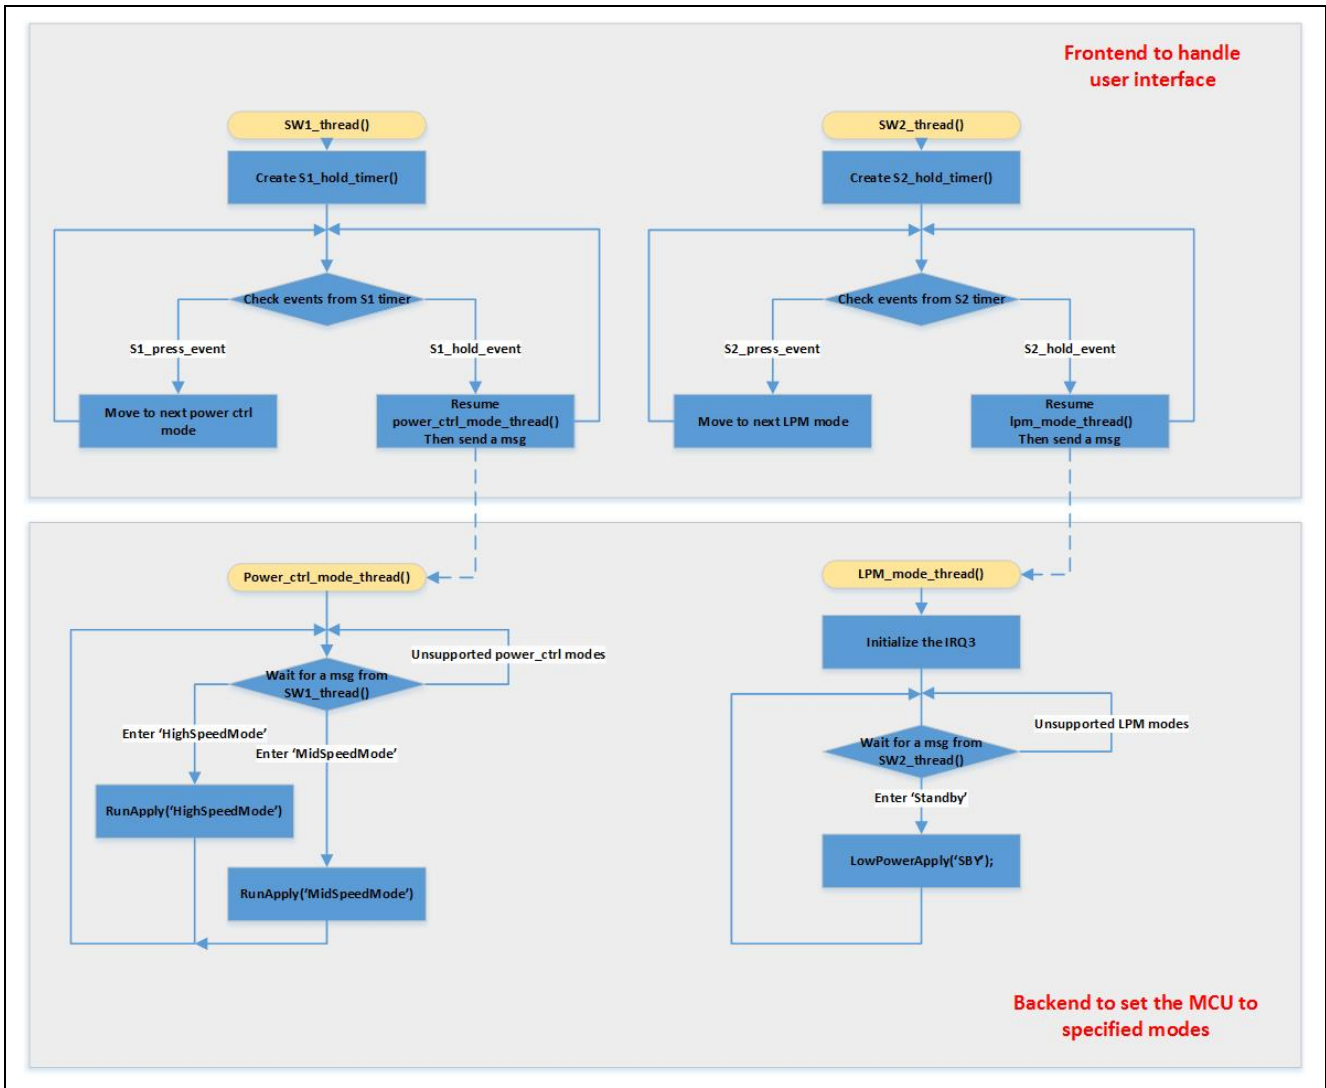 Frontend to handle
user interface
SW1_thread()
Create S1_hold_timer()
Check events from S1 timer
S1_press_event
S1_hold_event
Move to next power ctrl
mode
Resume
power_ctrl_mode_thread()
Then send a msg
SW2_thread()
Create S2_hold_timer()
Check events from S2 timer
S2_press_event
S2_hold_event
Move to next LPM mode
Resume
lpm_mode_thread()
Then send a msg
Power_ctrl_mode_thread()
Unsupported power_ctrl modes
Wait for a msg from
SW1_thread()
Enter ‘HighSpeedMode’
Enter ‘MidSpeedMode’
RunApply(‘HighSpeedMode’)
RunApply(‘MidSpeedMode’)
LPM_mode_thread()
Initialize the IRQ3
Unsupported LPM modes
Wait for a msg from
SW2_thread()
Enter ‘Standby’
LowPowerApply(‘SBY’);
Backend to set the MCU to
specified modes